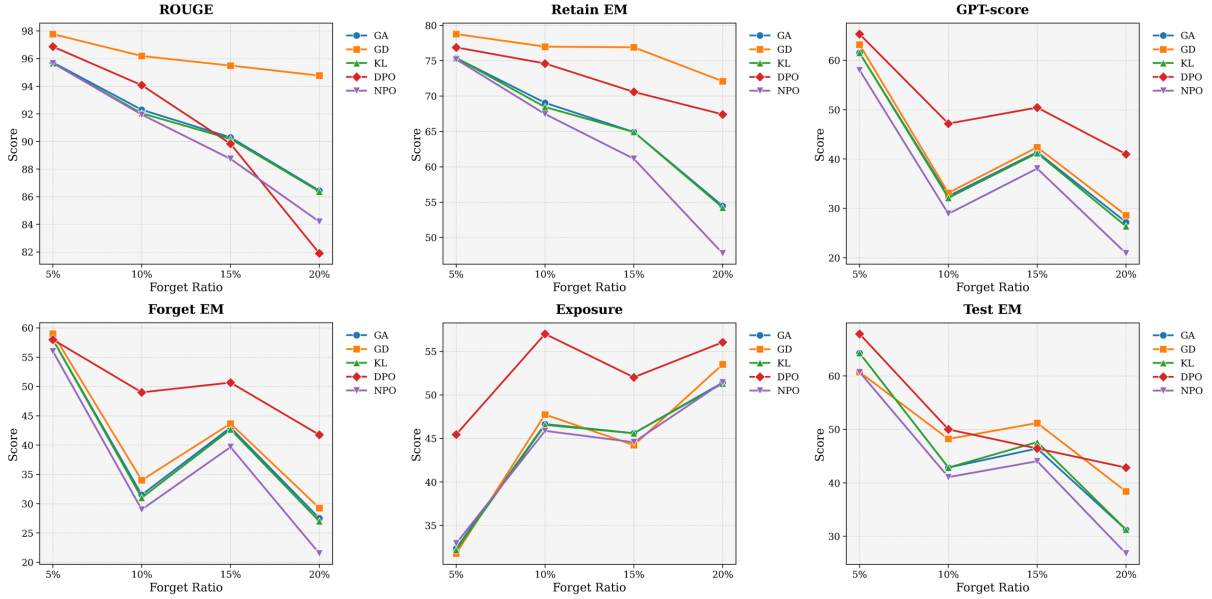 ROUGE
Score
98
96
94
92
90
88
86
84
82
5%
10%
15%
20%
Forget Ratio
GA
GD
KL
DPO
NPO
Retain EM
Score
80
75
70
65
60
55
50
5%
10%
15%
20%
Forget Ratio
GA
GD
KL
DPO
NPO
GPT-score
Score
60
50
40
30
20
5%
10%
15%
20%
Forget Ratio
GA
GD
KL
DPO
NPO
Forget EM
Score
60
55
50
45
40
35
30
25
20
5%
10%
15%
20%
Forget Ratio
GA
GD
KL
DPO
NPO
Exposure
Score
55
50
45
40
35
5%
10%
15%
20%
Forget Ratio
GA
GD
KL
DPO
NPO
Test EM
Score
60
50
40
30
5%
10%
15%
20%
Forget Ratio
GA
GD
KL
DPO
NPO